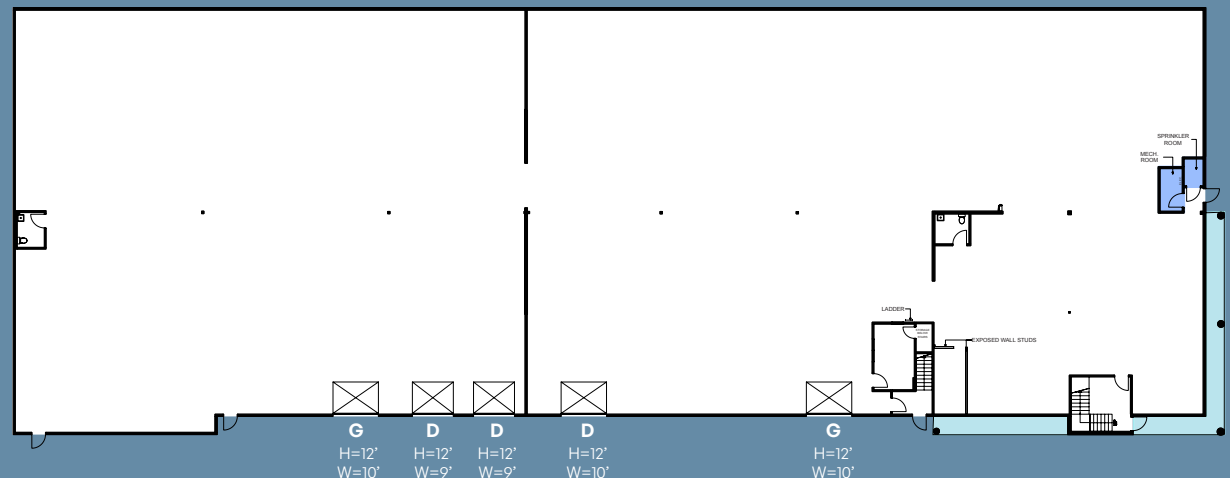 SPRINKLER
ROOM
MECH.
ROOM
LADDER
EXPOSED WALL STUDS
G D D D G
H=12' H=12' H=12' H=12' H=12'
W=10' W=9' W=9' W=10' W=10'